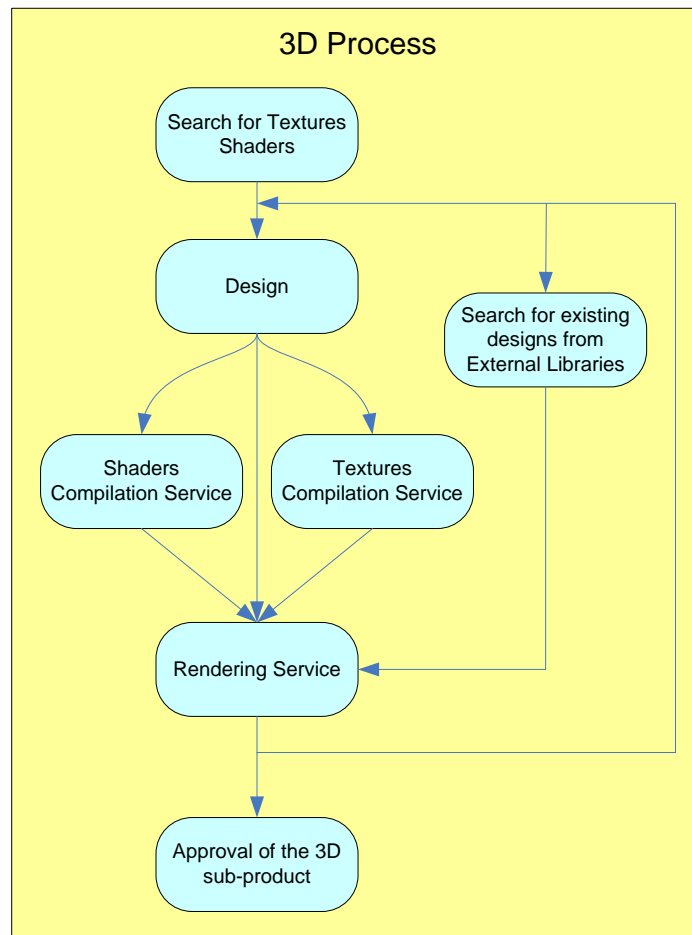 3D Process
Search for Textures
Shaders
Design
Search for existing
designs from
External Libraries
Shaders
Compilation Service
Textures
Compilation Service
Rendering Service
Approval of the 3D
sub-product